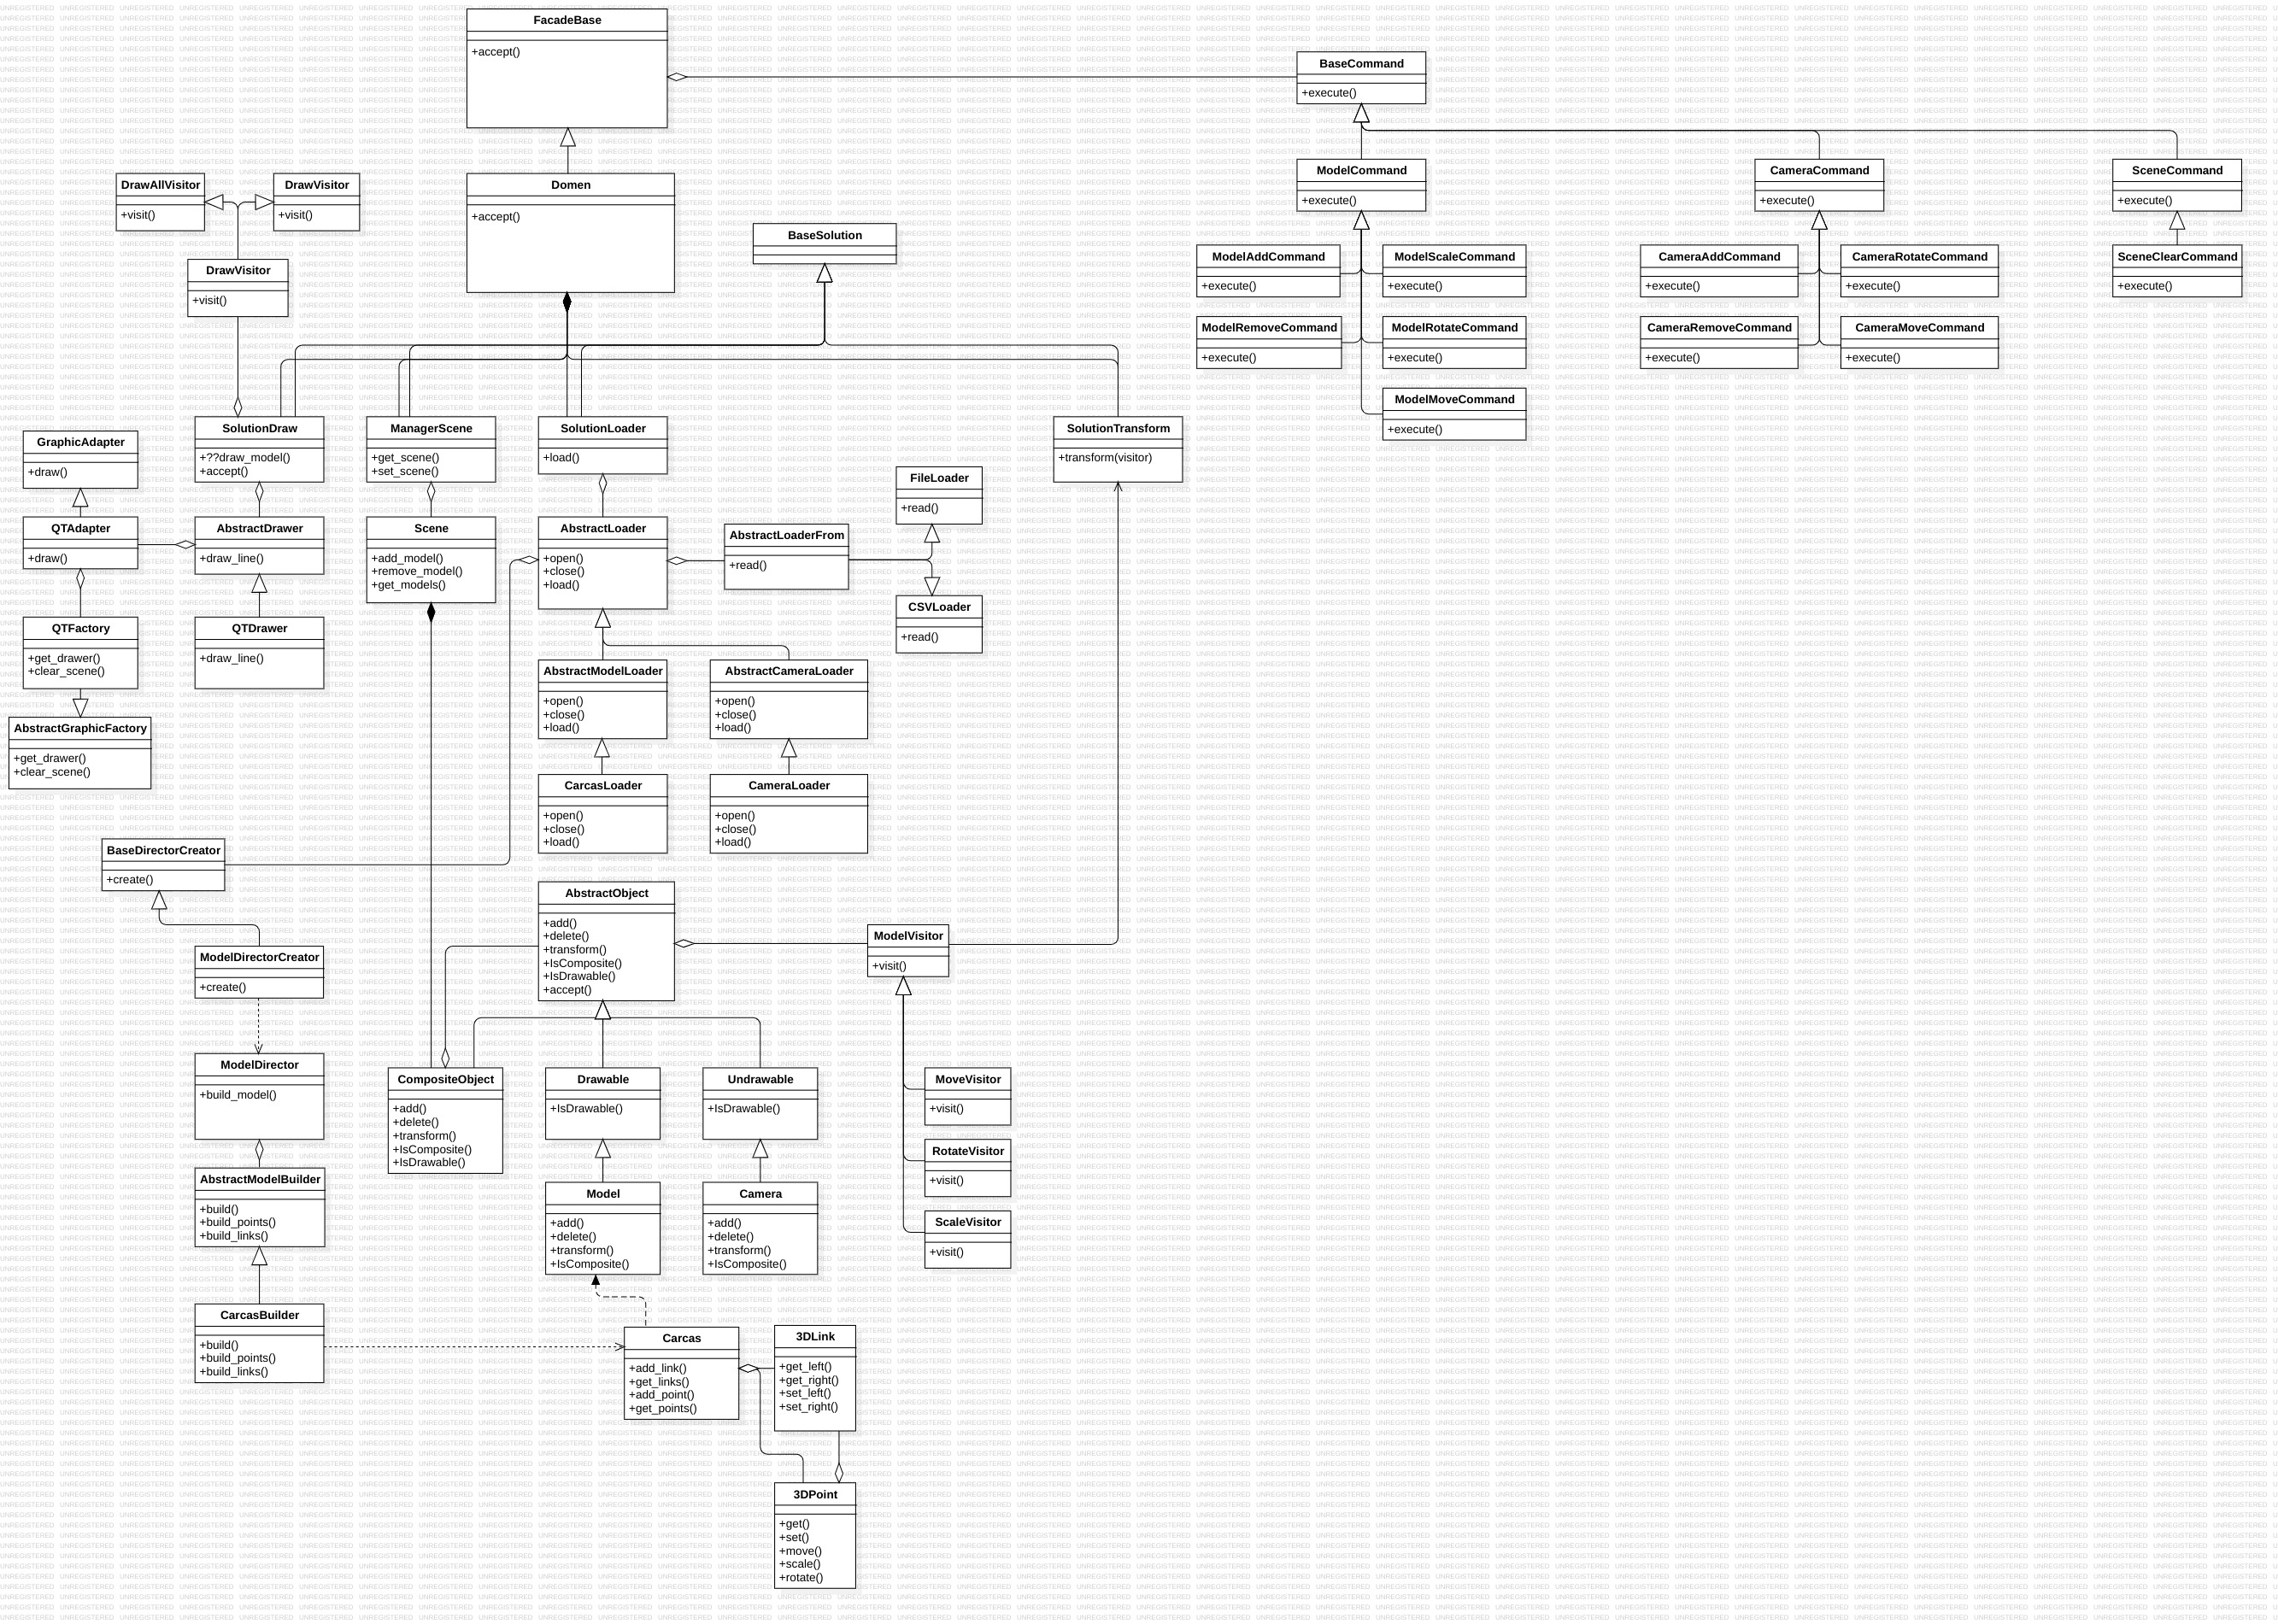 FacadeBase
+accept()
BaseCommand
+execute()
DrawAllVisitor
+visit()
DrawVisitor
+visit()
Domen
+accept()
ModelCommand
+execute()
CameraCommand
+execute()
SceneCommand
+execute()
BaseSolution
DrawVisitor
+visit()
ModelAddCommand
+execute()
ModelScaleCommand
+execute()
CameraAddCommand
+execute()
CameraRotateCommand
+execute()
SceneClearCommand
+execute()
ModelRemoveCommand
+execute()
ModelRotateCommand
+execute()
CameraRemoveCommand
+execute()
CameraMoveCommand
+execute()
ModelMoveCommand
+execute()
GraphicAdapter
+draw()
SolutionDraw
+??draw_model()
+accept()
ManagerScene
+get_scene()
+set_scene()
SolutionLoader
+load()
SolutionTransform
+transform(visitor)
FileLoader
+read()
QTAdapter
+draw()
AbstractDrawer
+draw_line()
Scene
+add_model()
+remove_model()
+get_models()
AbstractLoader
+open()
+close()
+load()
AbstractLoaderFrom
+read()
CSVLoader
+read()
QTFactory
+get_drawer()
+clear_scene()
QTDrawer
+draw_line()
AbstractModelLoader
+open()
+close()
+load()
AbstractCameraLoader
+open()
+close()
+load()
AbstractGraphicFactory
+get_drawer()
+clear_scene()
CarcasLoader
+open()
+close()
+load()
CameraLoader
+open()
+close()
+load()
BaseDirectorCreator
+create()
AbstractObject
+add()
+delete()
+transform()
+IsComposite()
+IsDrawable()
+accept()
ModelVisitor
+visit()
ModelDirectorCreator
+create()
ModelDirector
+build_model()
CompositeObject
+add()
+delete()
+transform()
+IsComposite()
+IsDrawable()
Drawable
+IsDrawable()
Undrawable
+IsDrawable()
MoveVisitor
+visit()
RotateVisitor
+visit()
AbstractModelBuilder
+build()
+build_points()
+build_links()
Model
+add()
+delete()
+transform()
+IsComposite()
Camera
+add()
+delete()
+transform()
+IsComposite()
ScaleVisitor
+visit()
CarcasBuilder
+build()
+build_points()
+build_links()
Carcas
+add_link()
+get_links()
+add_point()
+get_points()
3DLink
+get_left()
+get_right()
+set_left()
+set_right()
3DPoint
+get()
+set()
+move()
+scale()
+rotate()